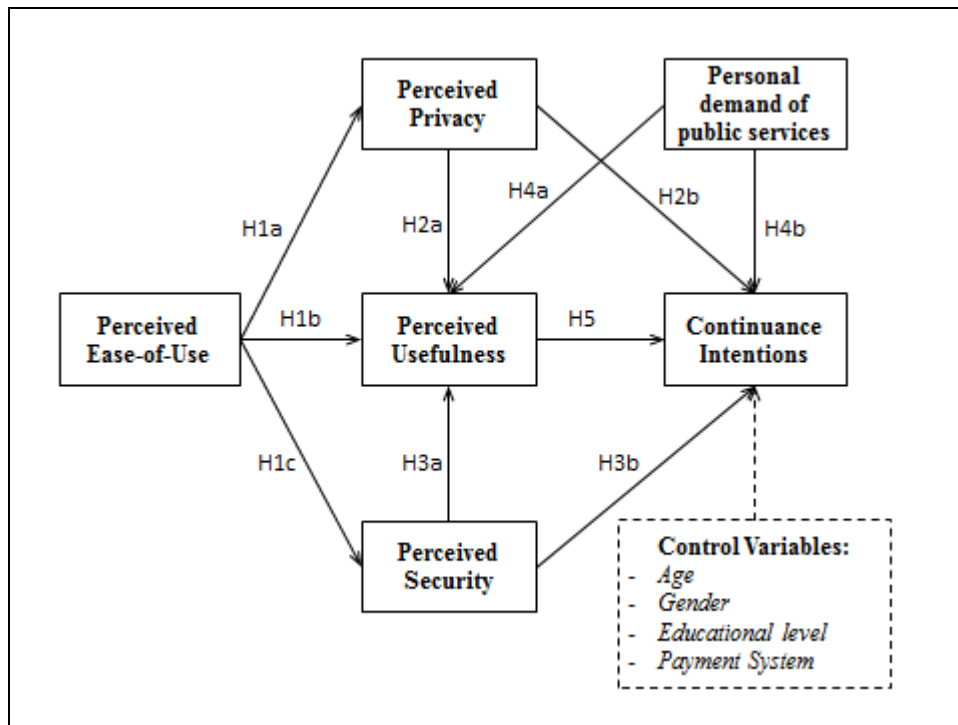 Perceived
Privacy
Personal
demand of
public services
H1a
H2a
H4a
H2b
H4b
Perceived
Ease-of-Use
H1b
Perceived
Usefulness
H5
Continuance
Intentions
H1c
H3a
H3b
Perceived
Security
Control Variables:
- Age
- Gender
- Educational level
- Payment System